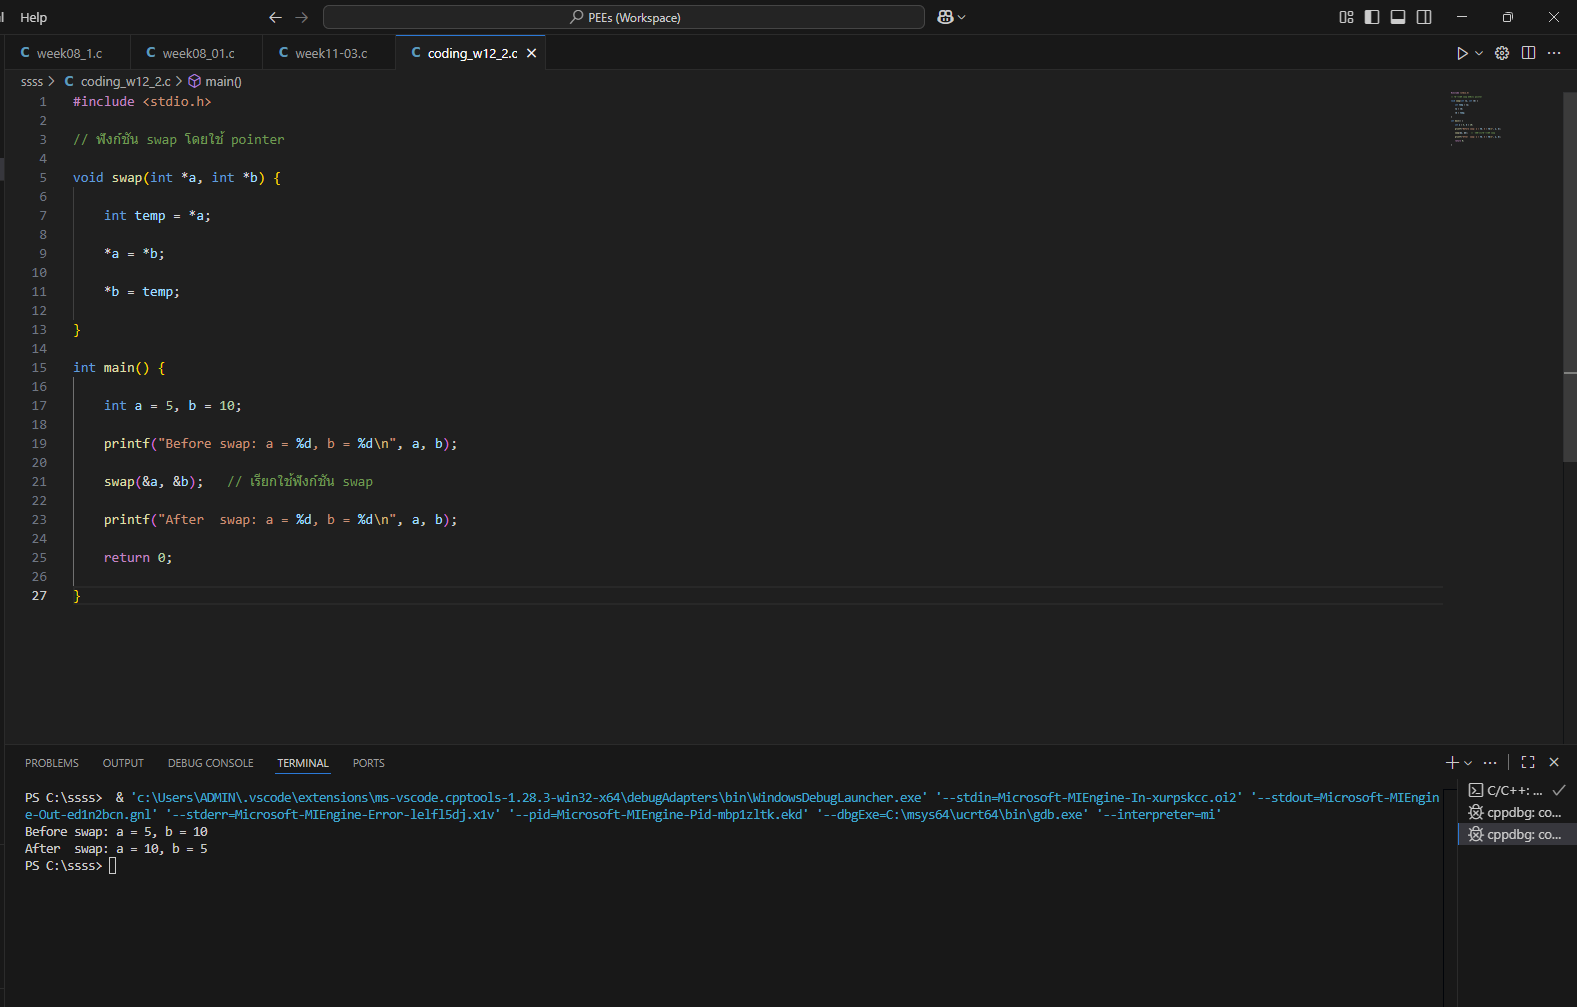 Help
PEEs (Workspace)
C week08_1.c
C week08_01.c
C week11-03.c
C coding_w12_2.c
ssss > C coding_w12_2.c > main()
1 #include <stdio.h>
2
3 // ฟังก์ชัน swap โดยใช้ pointer
4
5 void swap(int *a, int *b) {
6
7 int temp = *a;
8
9 *a = *b;
10
11 *b = temp;
12
13 }
14
15 int main() {
16
17 int a = 5, b = 10;
18
19 printf("Before swap: a = %d, b = %d\n", a, b);
20
21 swap(&a, &b);   // เรียกใช้ฟังก์ชัน swap
22
23 printf("After  swap: a = %d, b = %d\n", a, b);
24
25 return 0;
26
27 }
PROBLEMS OUTPUT DEBUG CONSOLE TERMINAL PORTS
PS C:\ssss>  & 'c:\Users\ADMIN\.vscode\extensions\ms-vscode.cpptools-1.28.3-win32-x64\debugAdapters\bin\WindowsDebugLauncher.exe' '--stdin=Microsoft-MIEngine-In-xurpskcc.oi2' '--stdout=Microsoft-MIEngin
e-Out-ed1n2bcn.gnl' '--stderr=Microsoft-MIEngine-Error-lelfl5dj.x1v' '--pid=Microsoft-MIEngine-Pid-mbp1zltk.ekd' '--dbgExe=C:\msys64\ucrt64\bin\gdb.exe' '--interpreter=mi'
Before swap: a = 5, b = 10
After  swap: a = 10, b = 5
PS C:\ssss>
C/C++: ...
cppdbg: co...
cppdbg: co...